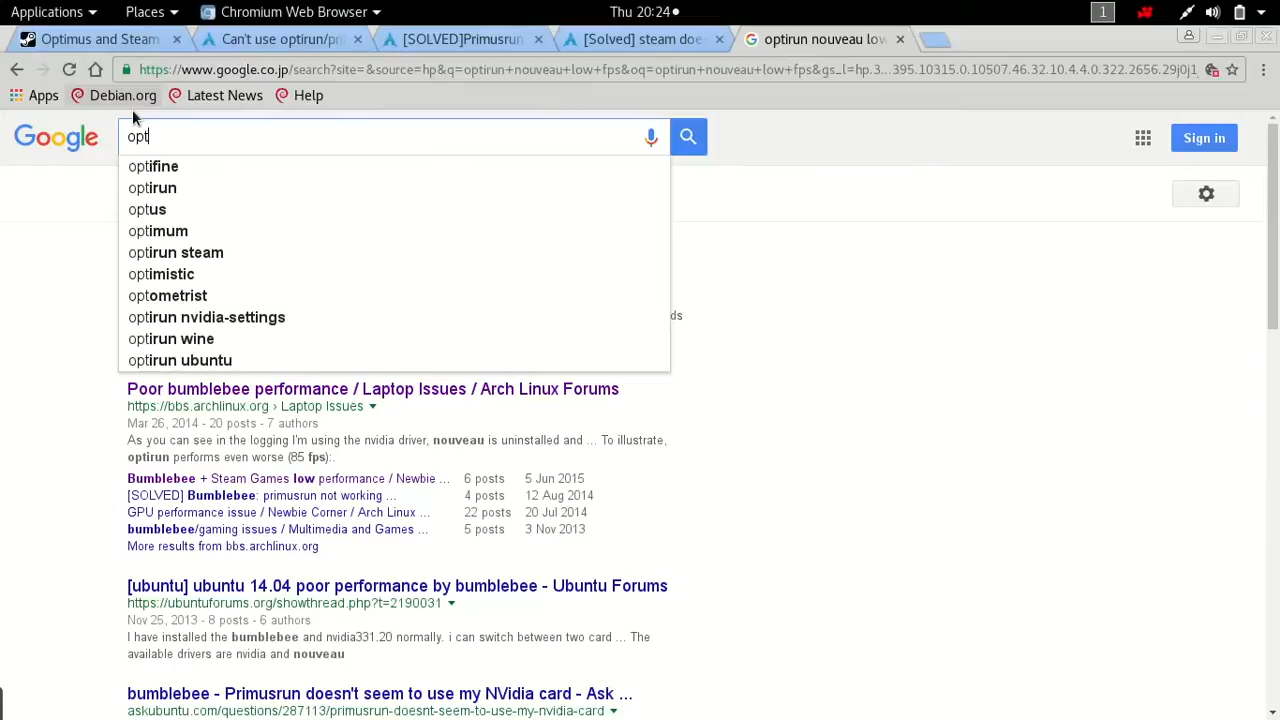 Applications Places Chromium Web Browser Thu 20:24 1
Optimus and Steam Can't use optirun/pri [SOLVED]Primusrun [Solved] steam doe optirun nouveau low
https://www.google.co.jp/search?site=&source=hp&q=optirun+nouveau+low+fps&oq=optirun+nouveau+low+fps&gs_l=hp.3...395.10315.0.10507.46.32.10.4.4.0.322.2656.29j0j1
Apps Debian.org Latest News Help
Google opt Sign in
optifine
optirun
optus
optimum
optirun steam
optimistic
optometrist
optirun nvidia-settings
ds
optirun wine
optirun ubuntu
Poor bumblebee performance / Laptop Issues / Arch Linux Forums
https://bbs.archlinux.org › Laptop Issues
Mar 26, 2014 - 20 posts - 7 authors
As you can see in the logging I'm using the nvidia driver, nouveau is uninstalled and ... To illustrate,
optirun performs even worse (85 fps):.
Bumblebee + Steam Games low performance / Newbie ... 6 posts 5 Jun 2015
[SOLVED] Bumblebee: primusrun not working ... 4 posts 12 Aug 2014
GPU performance issue / Newbie Corner / Arch Linux ... 22 posts 20 Jul 2014
bumblebee/gaming issues / Multimedia and Games ... 5 posts 3 Nov 2013
More results from bbs.archlinux.org
[ubuntu] ubuntu 14.04 poor performance by bumblebee - Ubuntu Forums
https://ubuntuforums.org/showthread.php?t=2190031
Nov 25, 2013 - 8 posts - 6 authors
I have installed the bumblebee and nvidia331.20 normally. i can switch between two card ... The
available drivers are nvidia and nouveau
bumblebee - Primusrun doesn't seem to use my NVidia card - Ask ...
askubuntu.com/questions/287113/primusrun-doesnt-seem-to-use-my-nvidia-card